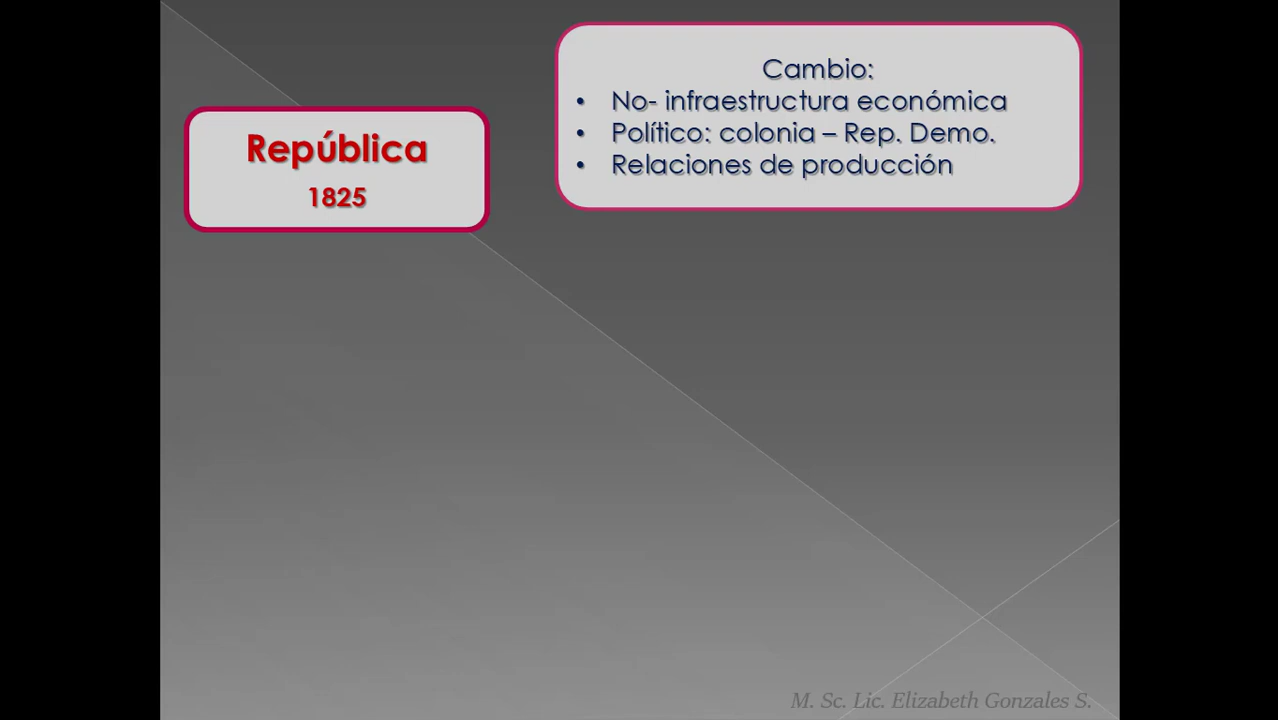 República
1825
Cambio:
• No- infraestructura económica
• Político: colonia – Rep. Demo.
• Relaciones de producción
M. Sc. Lic. Elizabeth Gonzales S.